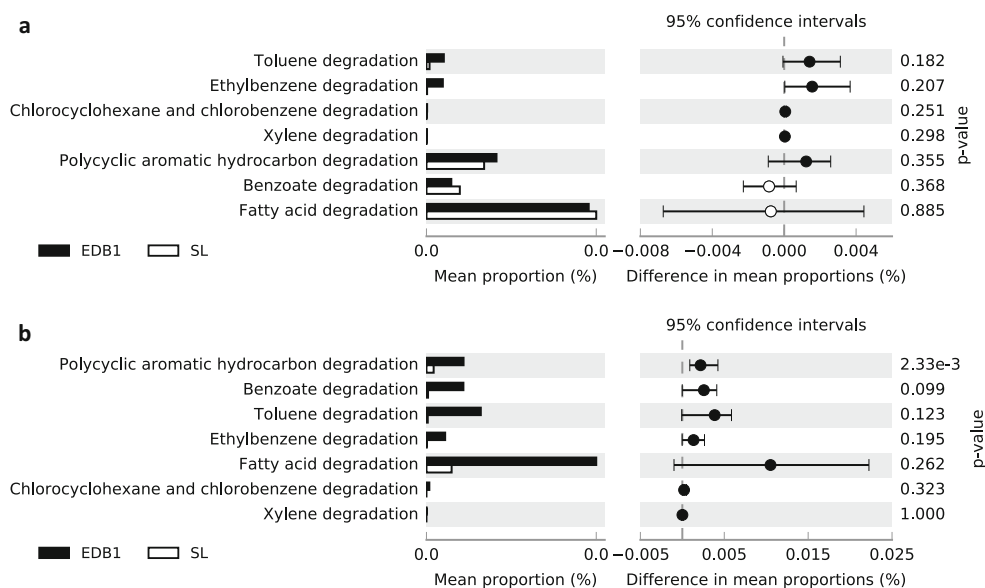 a
95% confidence intervals
Toluene degradation 0.182
Ethylbenzene degradation 0.207
Chlorocyclohexane and chlorobenzene degradation 0.251
Xylene degradation 0.298
Polycyclic aromatic hydrocarbon degradation 0.355
Benzoate degradation 0.368
Fatty acid degradation 0.885
p-value
EDB1 SL
0.0 0.0 −0.008 −0.004 0.000 0.004
Mean proportion (%) Difference in mean proportions (%)
b
95% confidence intervals
Polycyclic aromatic hydrocarbon degradation 2.33e-3
Benzoate degradation 0.099
Toluene degradation 0.123
Ethylbenzene degradation 0.195
Fatty acid degradation 0.262
Chlorocyclohexane and chlorobenzene degradation 0.323
Xylene degradation 1.000
p-value
EDB1 SL
0.0 0.0 −0.005 0.005 0.015 0.025
Mean proportion (%) Difference in mean proportions (%)